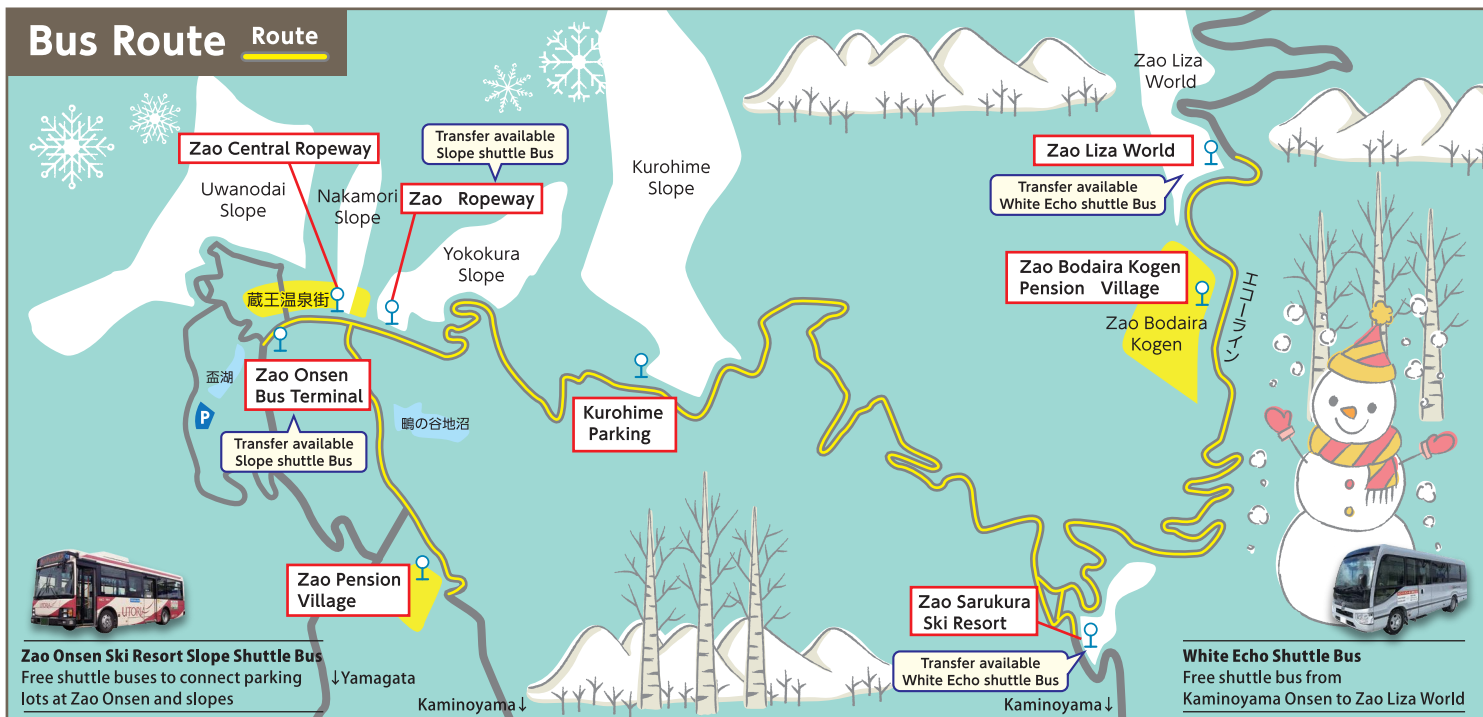 Bus Route
Route
Zao Liza
World
Transfer available
Slope shuttle Bus
Zao Central Ropeway
Uwanodai
Slope
Nakamori
Slope
Zao Ropeway
Kurohime
Slope
Zao Liza World
Transfer available
White Echo shuttle Bus
Yokokura
Slope
Zao Bodaira Kogen
Pension Village
エコーライン
蔵王温泉街
Zao Bodaira
Kogen
盃湖
Zao Onsen
Bus Terminal
P
Kurohime
Parking
鴫の谷地沼
Transfer available
Slope shuttle Bus
Zao Pension
Village
UTOPIA
Zao Sarukura
Ski Resort
Transfer available
White Echo shuttle Bus
Zao Onsen Ski Resort Slope Shuttle Bus
Free shuttle buses to connect parking
lots at Zao Onsen and slopes
↓Yamagata
Kaminoyama↓
Kaminoyama↓
White Echo Shuttle Bus
Free shuttle bus from
Kaminoyama Onsen to Zao Liza World